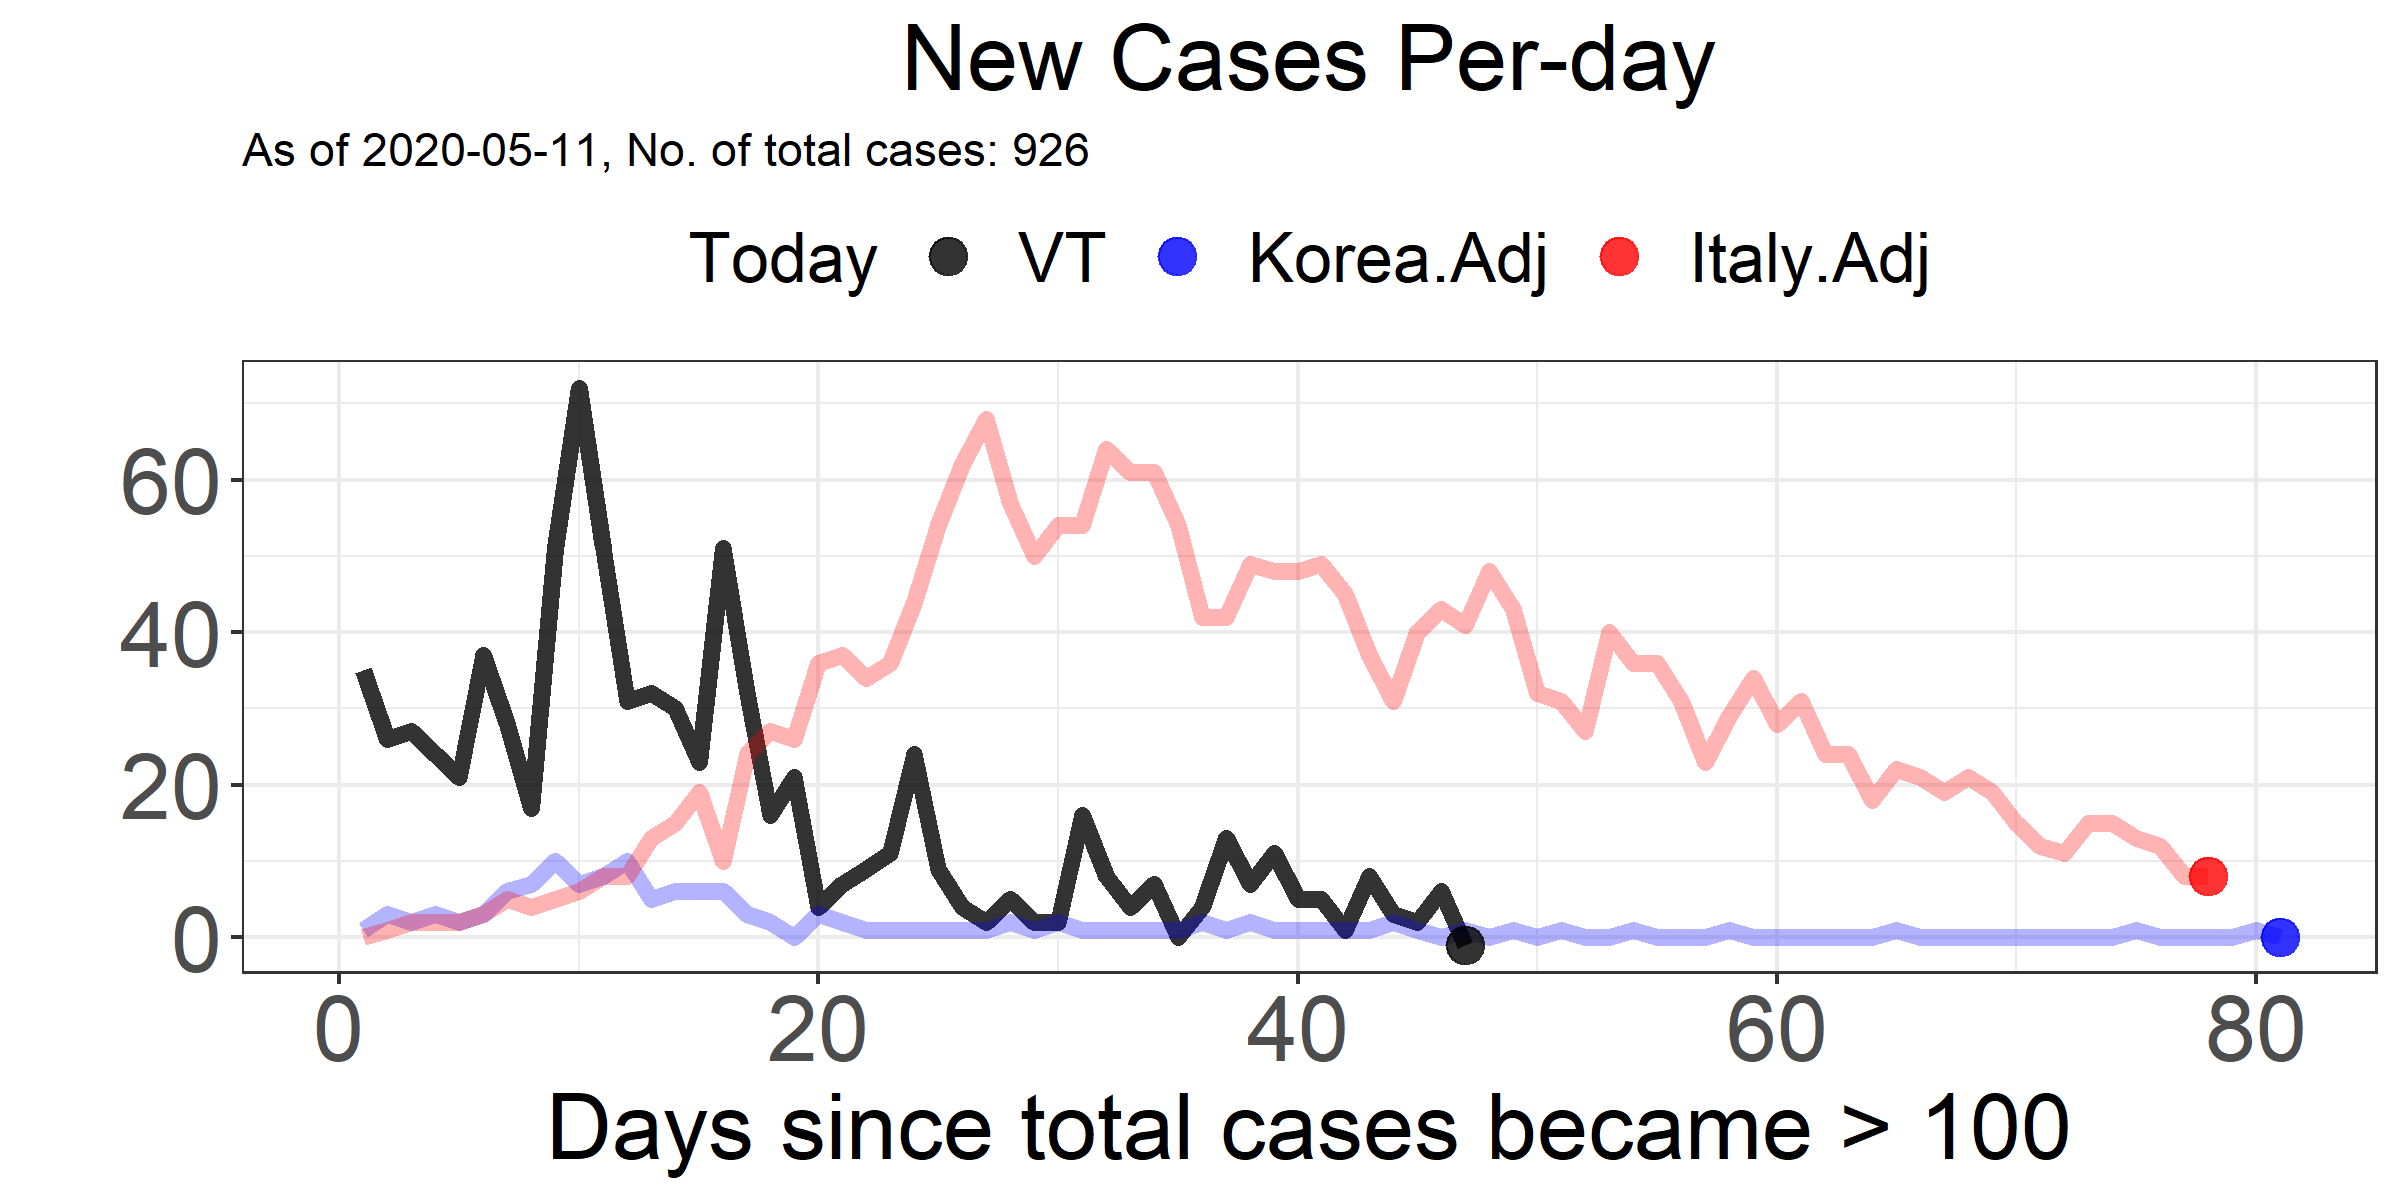 New Cases Per-day
As of 2020-05-11, No. of total cases: 926
Today VT Korea.Adj Italy.Adj
60
40
20
0
0 20 40 60 80
Days since total cases became > 100